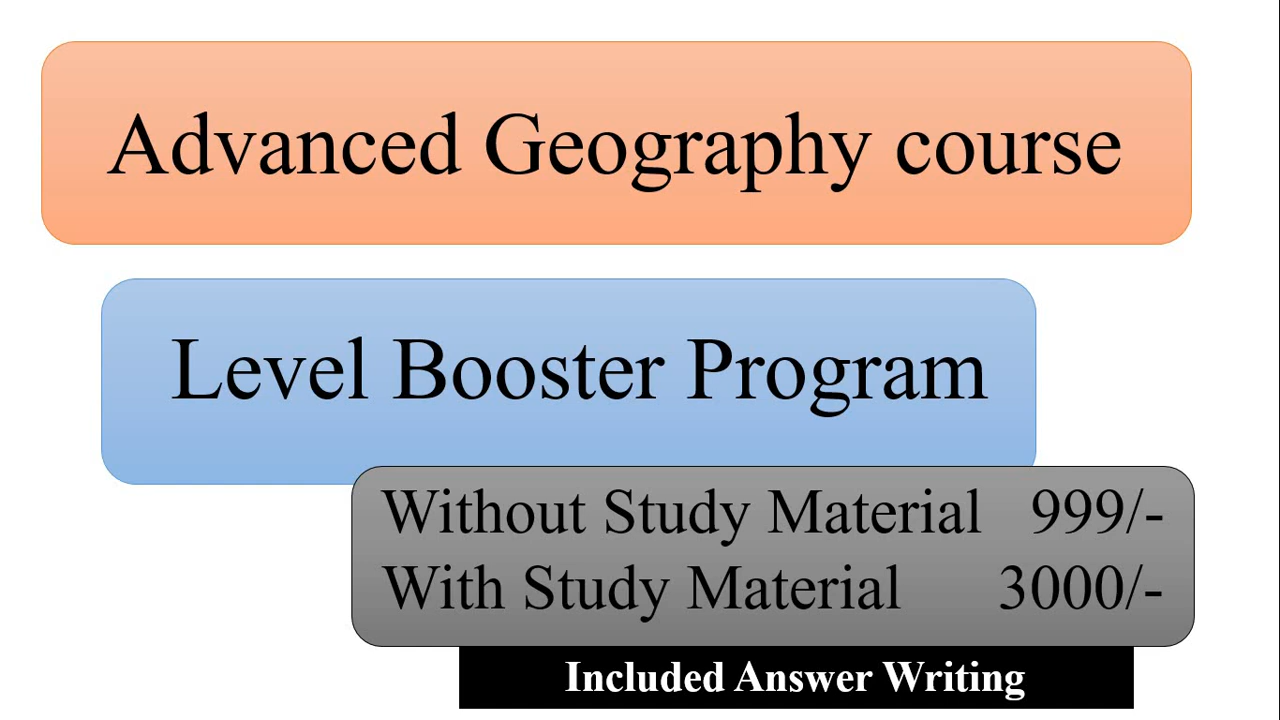 Advanced Geography course
Level Booster Program
Without Study Material 999/-
With Study Material 3000/-
Included Answer Writing